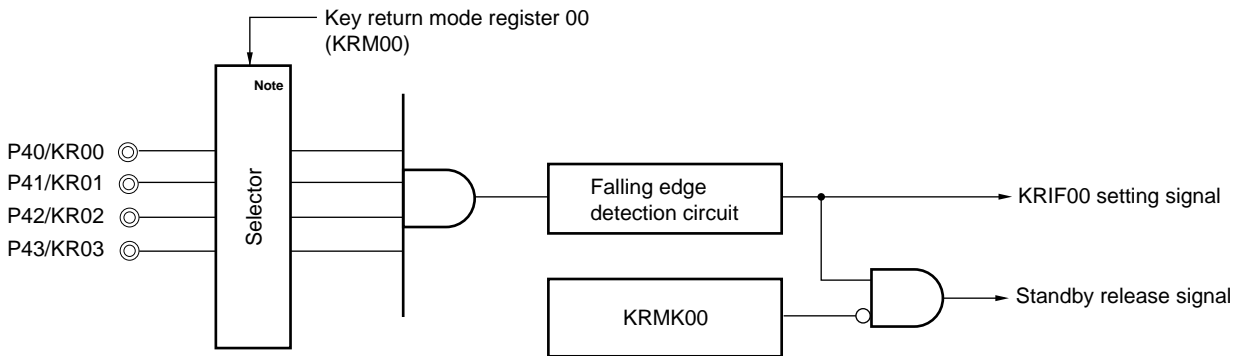 Key return mode register 00
(KRM00)
Note
P40/KR00
P41/KR01
P42/KR02
P43/KR03
Selector
Falling edge
detection circuit
KRIF00 setting signal
KRMK00
Standby release signal